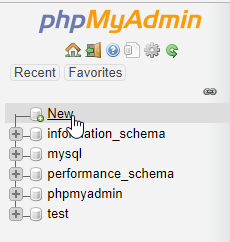 phpMyAdmin
Recent Favorites
New
information_schema
mysql
performance_schema
phpmyadmin
test